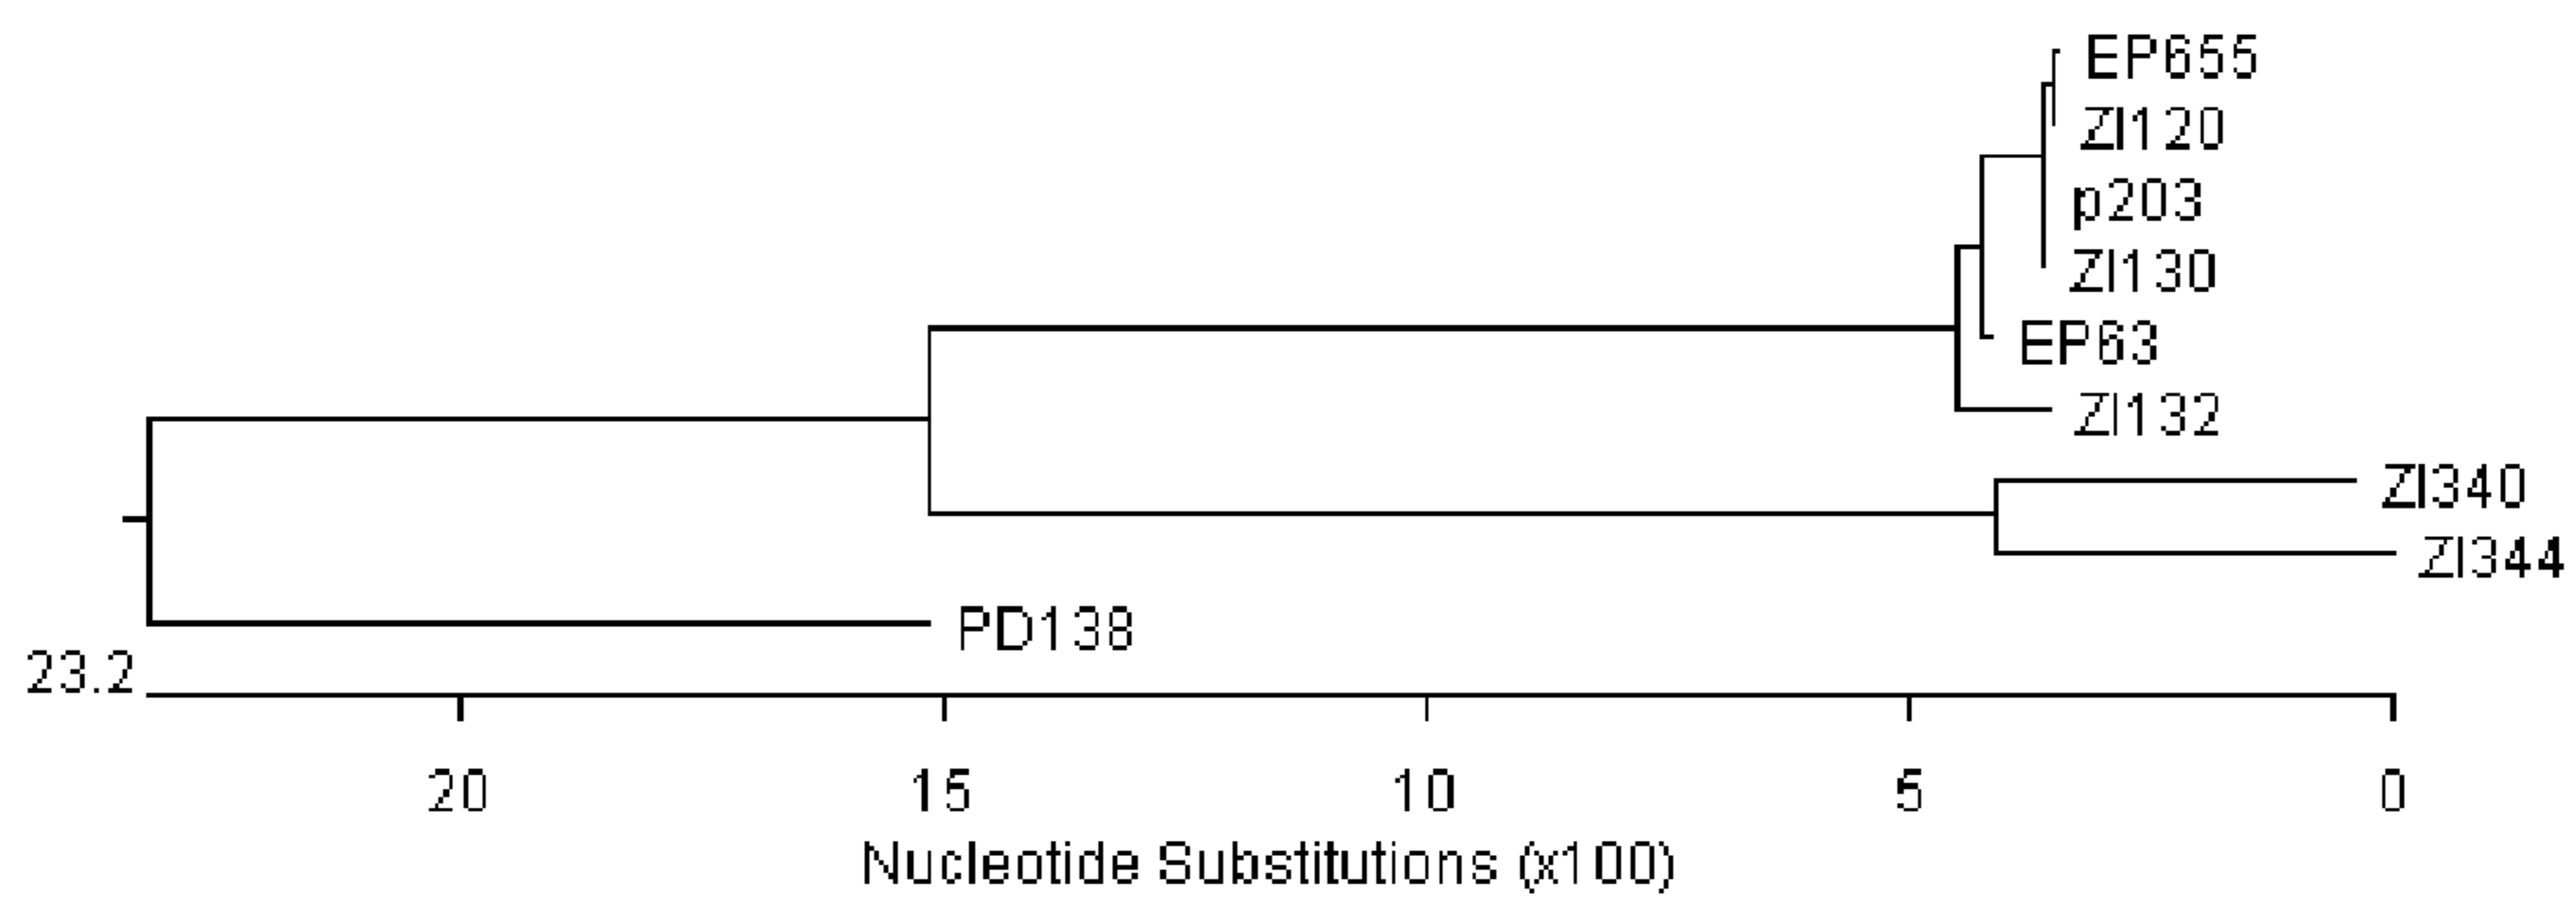 EP655
ZI120
p203
ZI130
EP63
ZI132
ZI340
ZI344
PD138
23.2
20 15 10 5 0
Nucleotide Substitutions (x100)